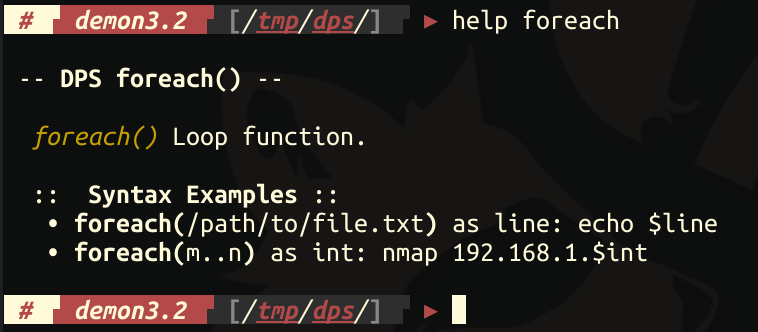 # demon3.2 [/tmp/dps/] ▸ help foreach
-- DPS foreach() --
foreach() Loop function.
:: Syntax Examples ::
• foreach(/path/to/file.txt) as line: echo $line
• foreach(m..n) as int: nmap 192.168.1.$int
# demon3.2 [/tmp/dps/] ▸